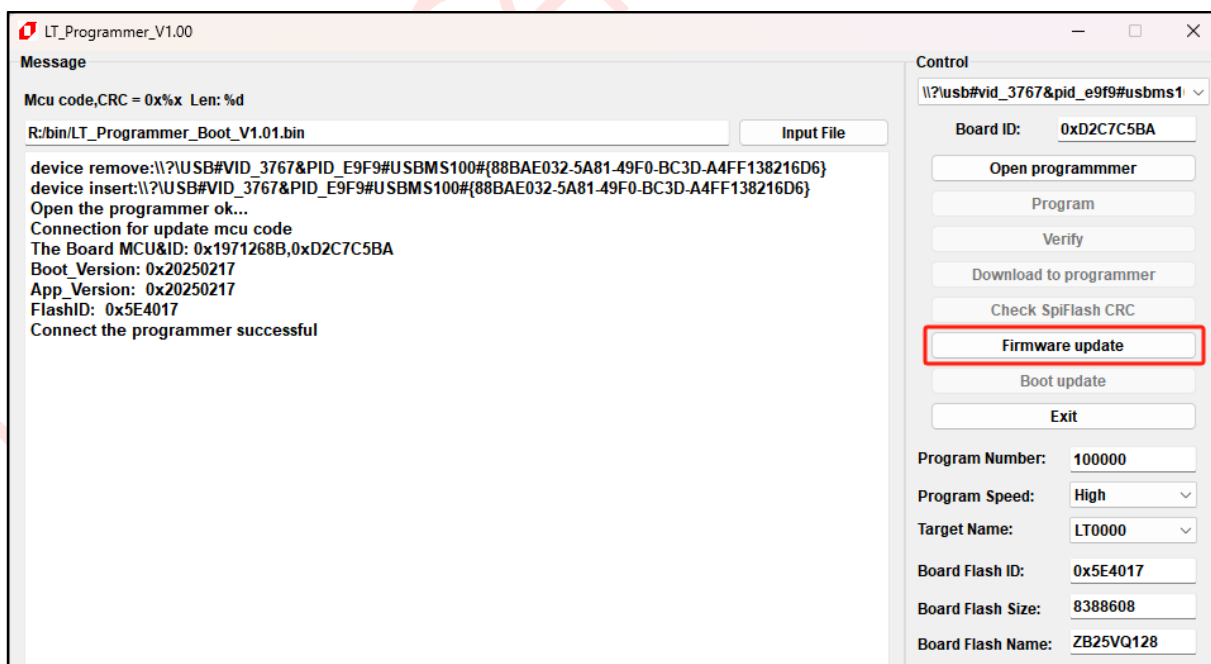 LT_Programmer_V1.00
Message
Mcu code,CRC = 0x%x Len: %d
R:/bin/LT_Programmer_Boot_V1.01.bin
Input File
device remove:\\?\USB#VID_3767&PID_E9F9#USBMS100#{88BAE032-5A81-49F0-BC3D-A4FF138216D6}
device insert:\\?\USB#VID_3767&PID_E9F9#USBMS100#{88BAE032-5A81-49F0-BC3D-A4FF138216D6}
Open the programmer ok...
Connection for update mcu code
The Board MCU&ID: 0x1971268B,0xD2C7C5BA
Boot_Version: 0x20250217
App_Version: 0x20250217
FlashID: 0x5E4017
Connect the programmer successful
Control
\\?\usb#vid_3767&pid_e9f9#usbms1
Board ID: 0xD2C7C5BA
Open programmmer
Program
Verify
Download to programmer
Check SpiFlash CRC
Firmware update
Boot update
Exit
Program Number: 100000
Program Speed: High
Target Name: LT0000
Board Flash ID: 0x5E4017
Board Flash Size: 8388608
Board Flash Name: ZB25VQ128